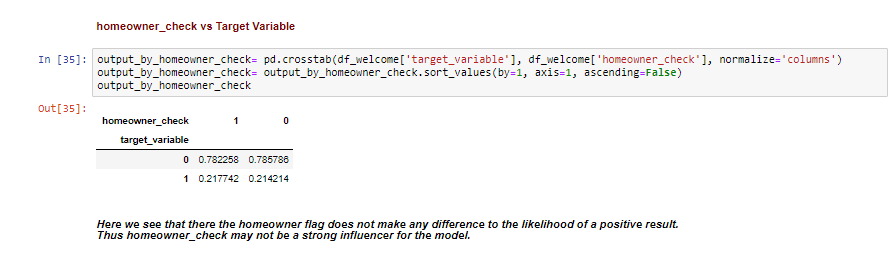 homeowner_check vs Target Variable
In [35]: output_by_homeowner_check= pd.crosstab(df_welcome['target_variable'], df_welcome['homeowner_check'], normalize='columns')
output_by_homeowner_check= output_by_homeowner_check.sort_values(by=1, axis=1, ascending=False)
output_by_homeowner_check
Out[35]:
homeowner_check 1 0
target_variable
0 0.782258 0.785786
1 0.217742 0.214214
Here we see that there the homeowner flag does not make any difference to the likelihood of a positive result.
Thus homeowner_check may not be a strong influencer for the model.